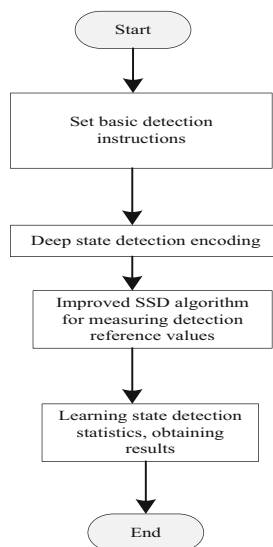 Start
Set basic detection
instructions
Deep state detection encoding
Improved SSD algorithm
for measuring detection
reference values
Learning state detection
statistics, obtaining
results
End